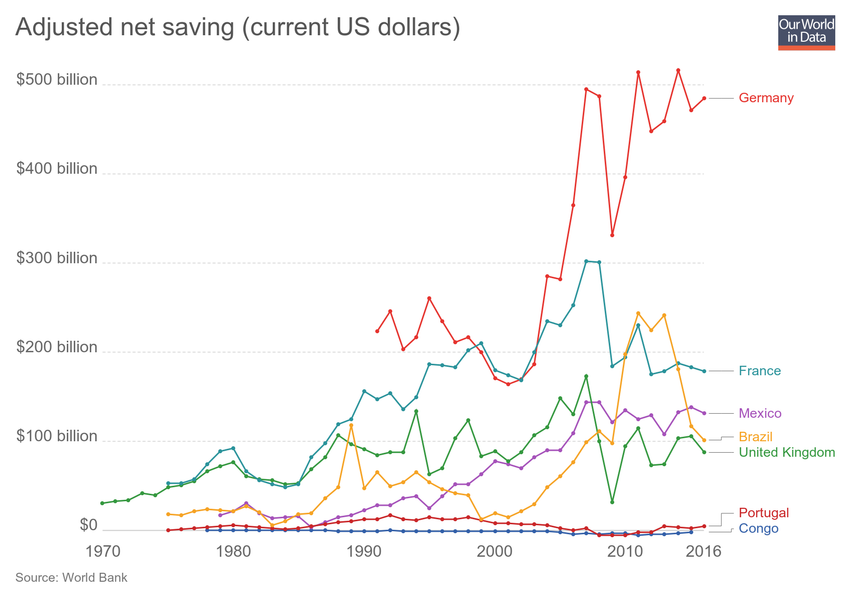 Adjusted net saving (current US dollars)
Our World
in Data
$500 billion
$400 billion
$300 billion
$200 billion
$100 billion
$0
Germany
France
Mexico
Brazil
United Kingdom
Portugal
Congo
1970
1980
1990
2000
2010
2016
Source: World Bank